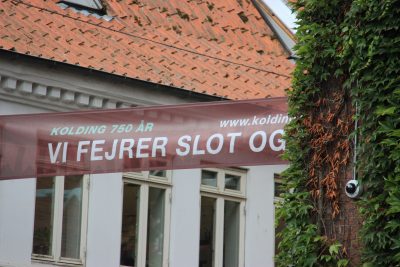 KOLDING 750 ÅR
www.koldin
VI FEJRER SLOT OG